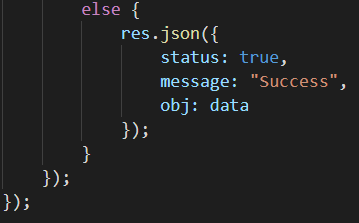 else {
res.json({
status: true,
message: "Success",
obj: data
});
}
});
});